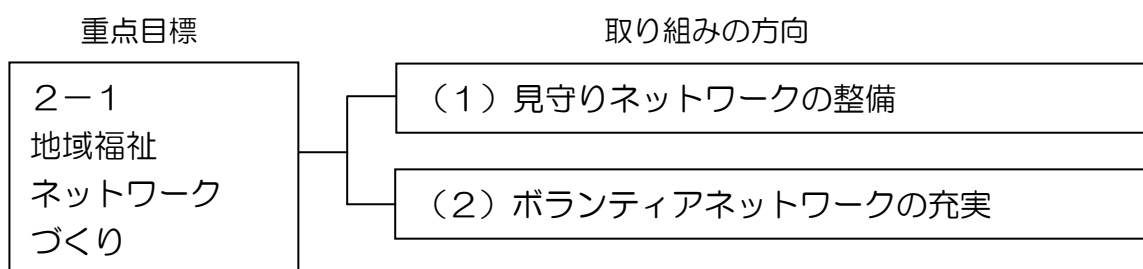 重点目標
取り組みの方向
２－１
地域福祉
ネットワーク
づくり
（１）見守りネットワークの整備
（２）ボランティアネットワークの充実